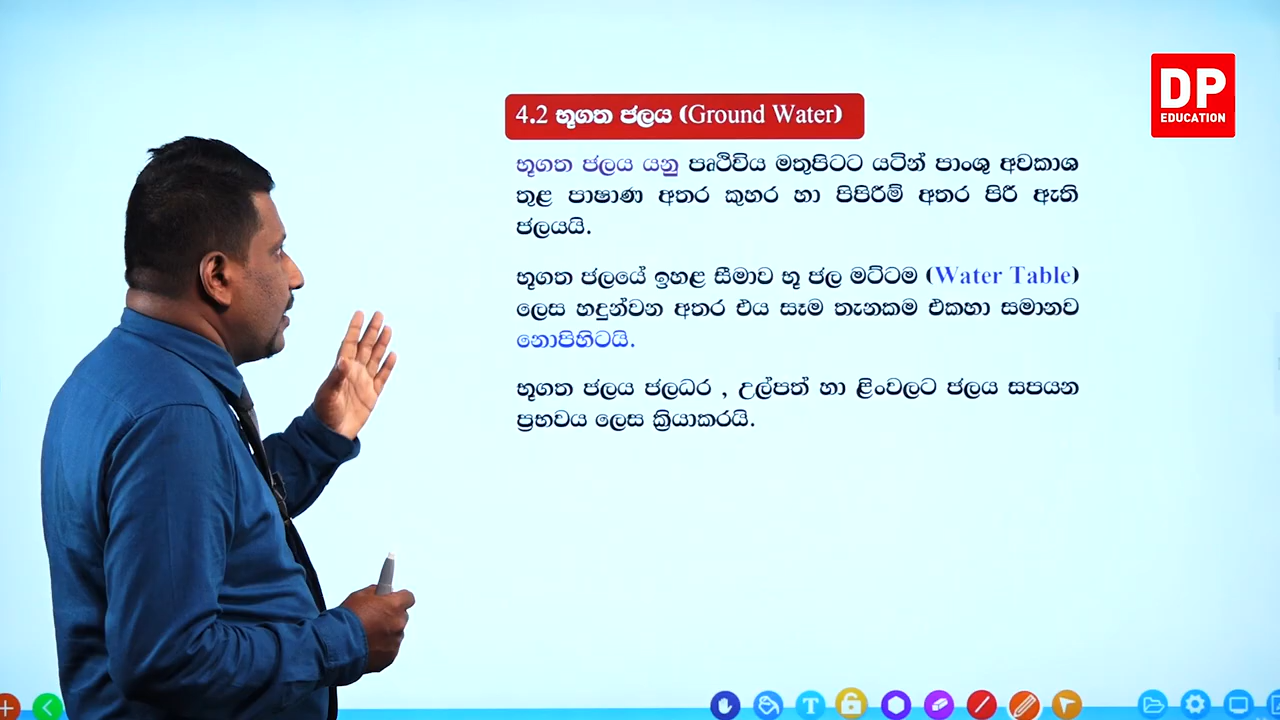 DP
EDUCATION
4.2 භූගත ජලය (Ground Water)
භූගත ජලය යනු පෘථිවිය මතුපිටට යටින් පාංශු අවකාශ
තුළ පාෂාණ අතර කුහර හා පිපිරීම් අතර පිරී ඇති
ජලයයි.
භූගත ජලයේ ඉහළ සීමාව භූ ජල මට්ටම (Water Table)
ලෙස හඳුන්වන අතර එය සෑම තැනකම එකහා සමානව
නොපිහිටයි.
භූගත ජලය ජලධර , උල්පත් හා ළිංවලට ජලය සපයන
ප්‍රභවය ලෙස ක්‍රියාකරයි.